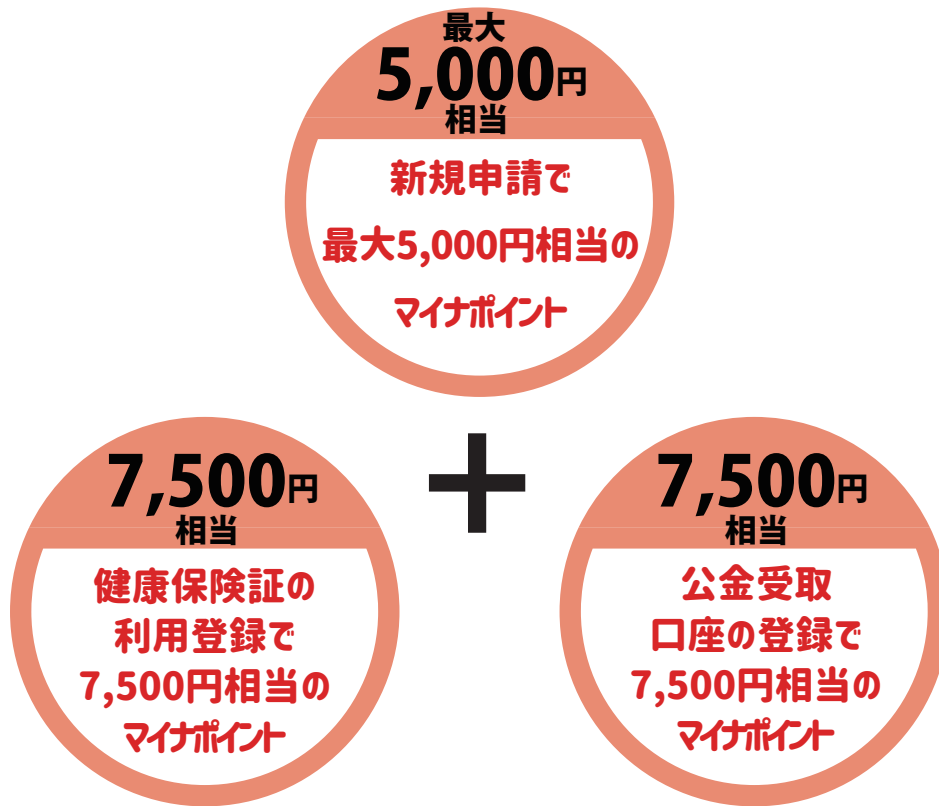 最大
5,000円
相当
新規申請で
最大5,000円相当の
マイナポイント
+
7,500円
相当
健康保険証の
利用登録で
7,500円相当の
マイナポイント
7,500円
相当
公金受取
口座の登録で
7,500円相当の
マイナポイント